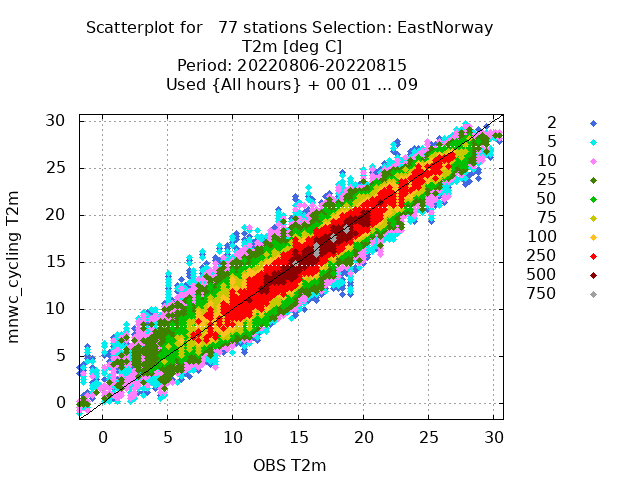 Scatterplot for   77 stations Selection: EastNorway
T2m [deg C]
Period: 20220806-20220815
Used {All hours} + 00 01 ... 09
30
25
20
15
10
5
0
mnwc_cycling T2m
0 5 10 15 20 25 30
OBS T2m
2
5
10
25
50
75
100
250
500
750